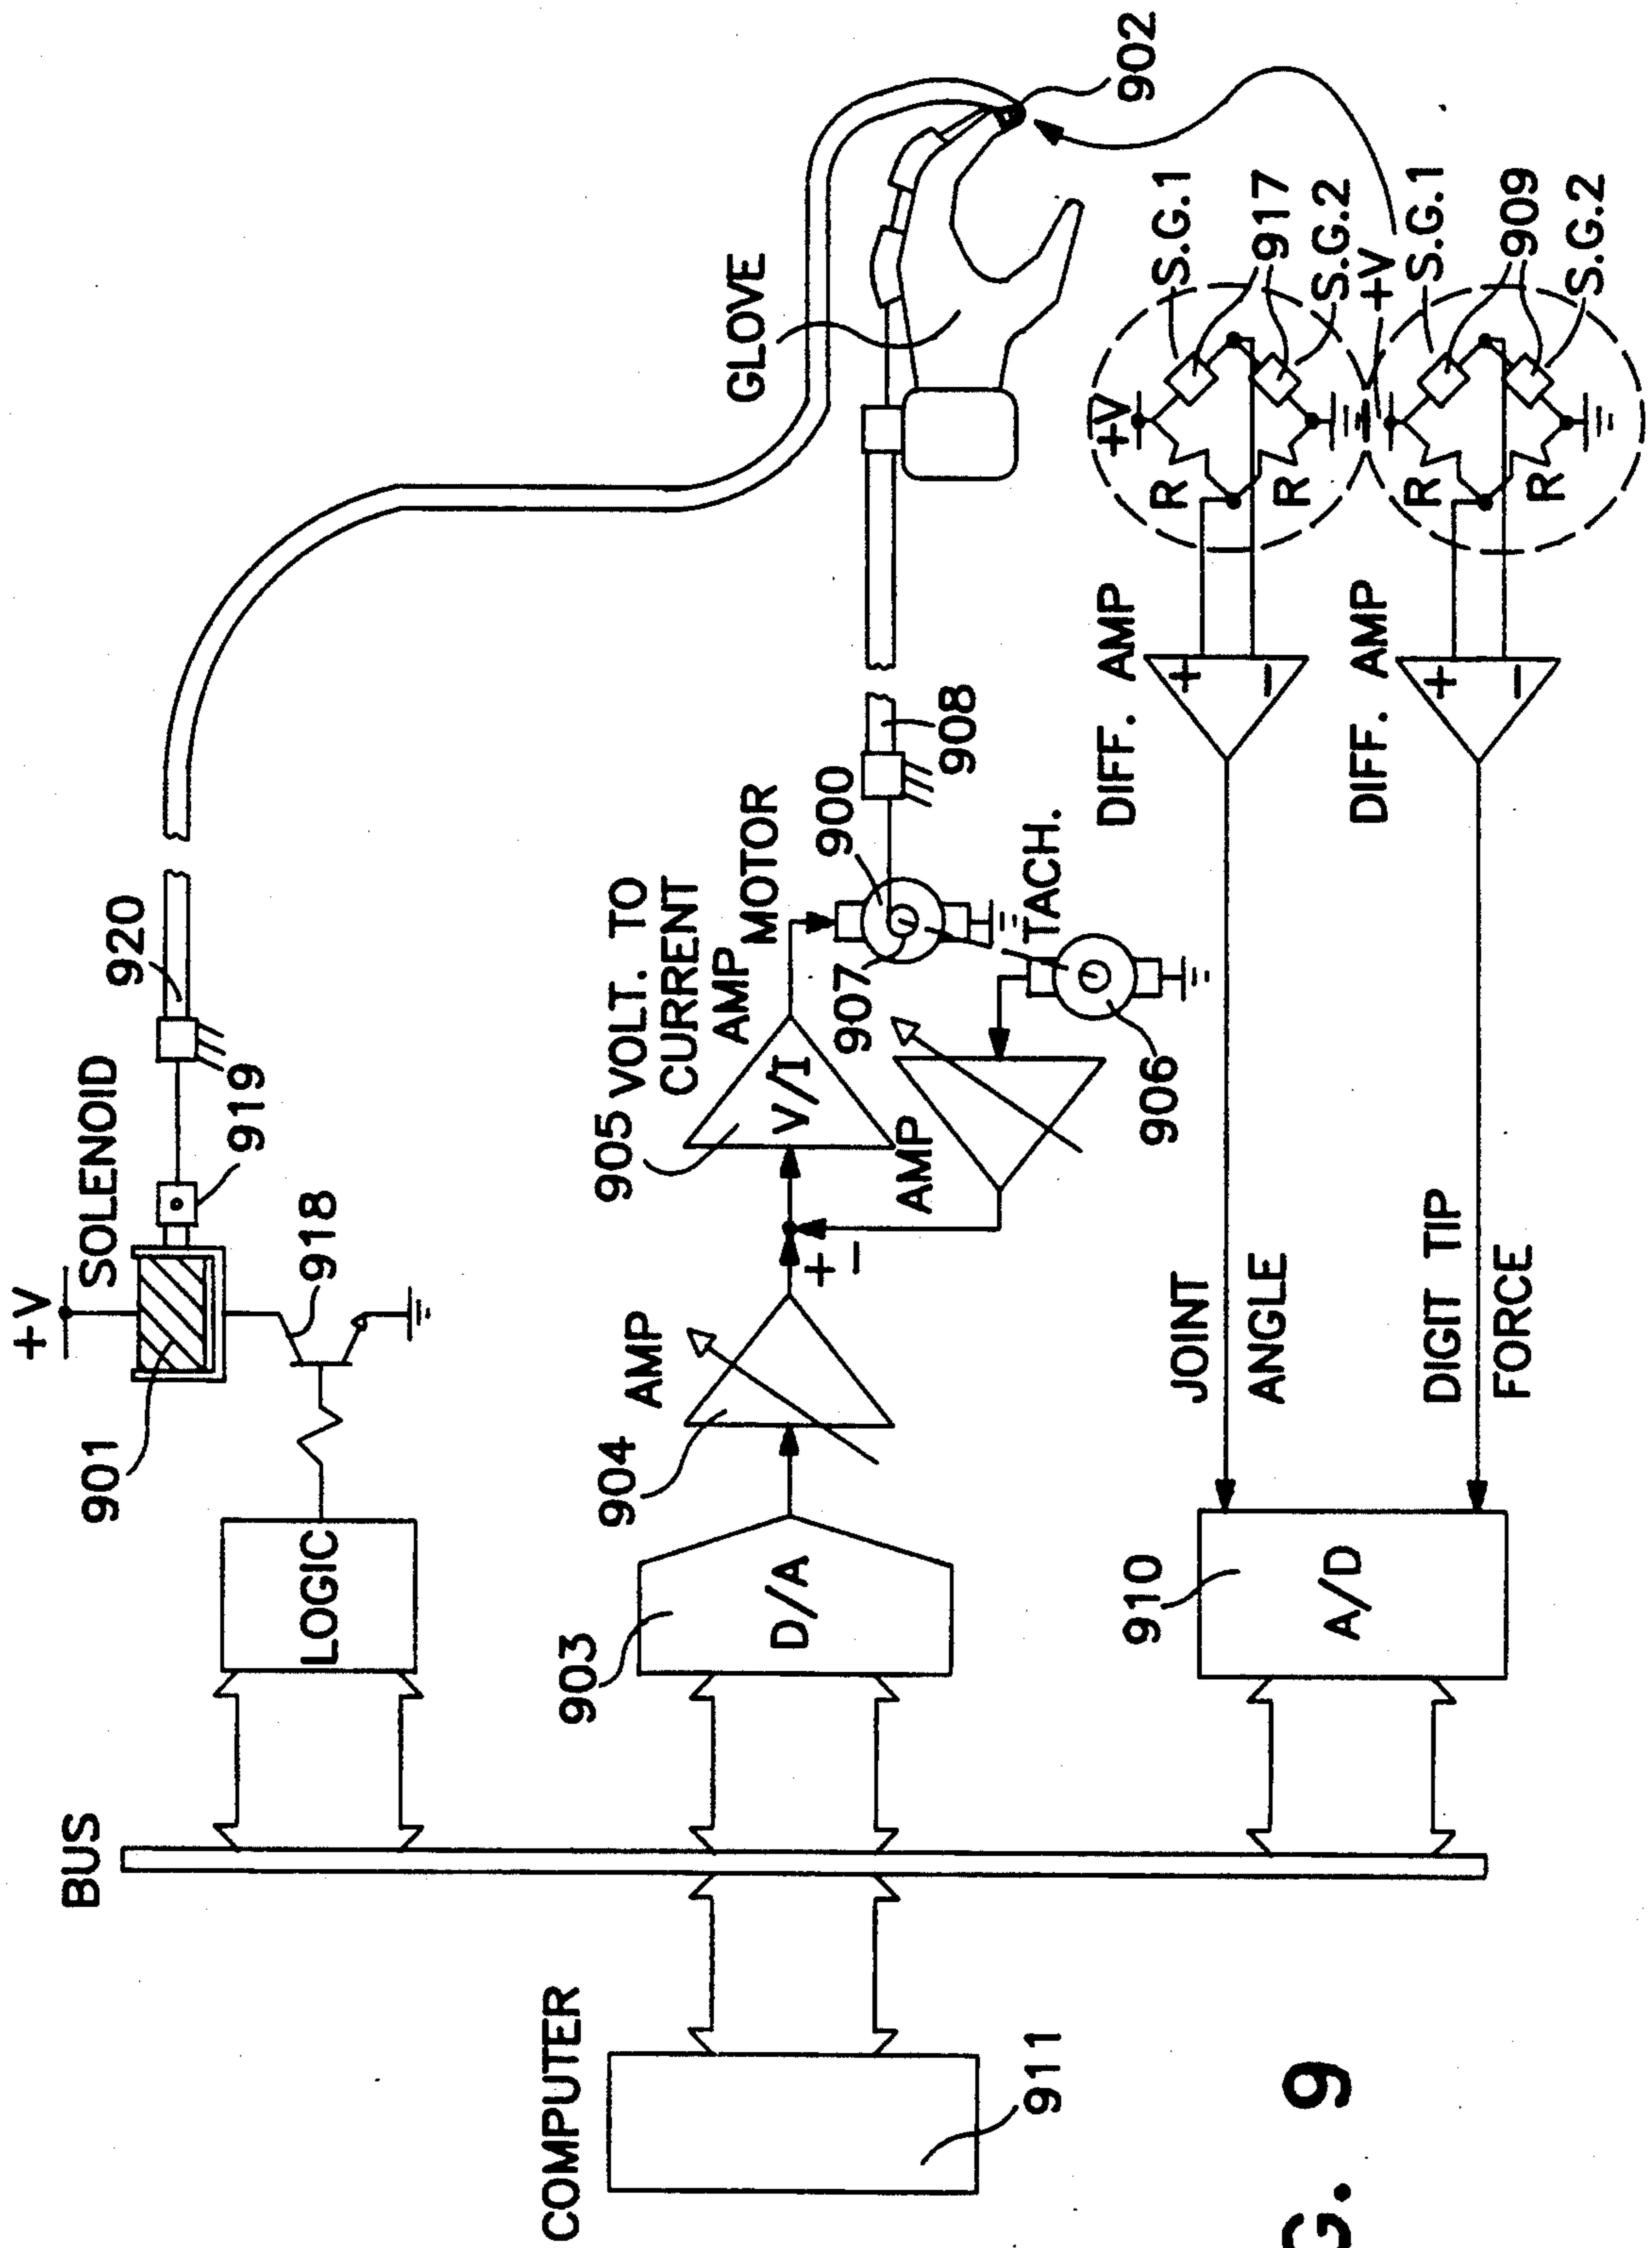 +V
SOLENOID
901
918
919
920
LOGIC
BUS
COMPUTER
911
903
D/A
904
AMP
+
−
905
VOLT. TO
CURRENT
AMP
V/I
MOTOR
900
907
908
AMP
TACH.
906
GLOVE
902
910
A/D
JOINT
ANGLE
DIFF. AMP
+
−
+V
R
R
S.G.1
917
S.G.2
DIGIT TIP
FORCE
DIFF. AMP
+
−
+V
R
R
S.G.1
909
S.G.2
G. 9